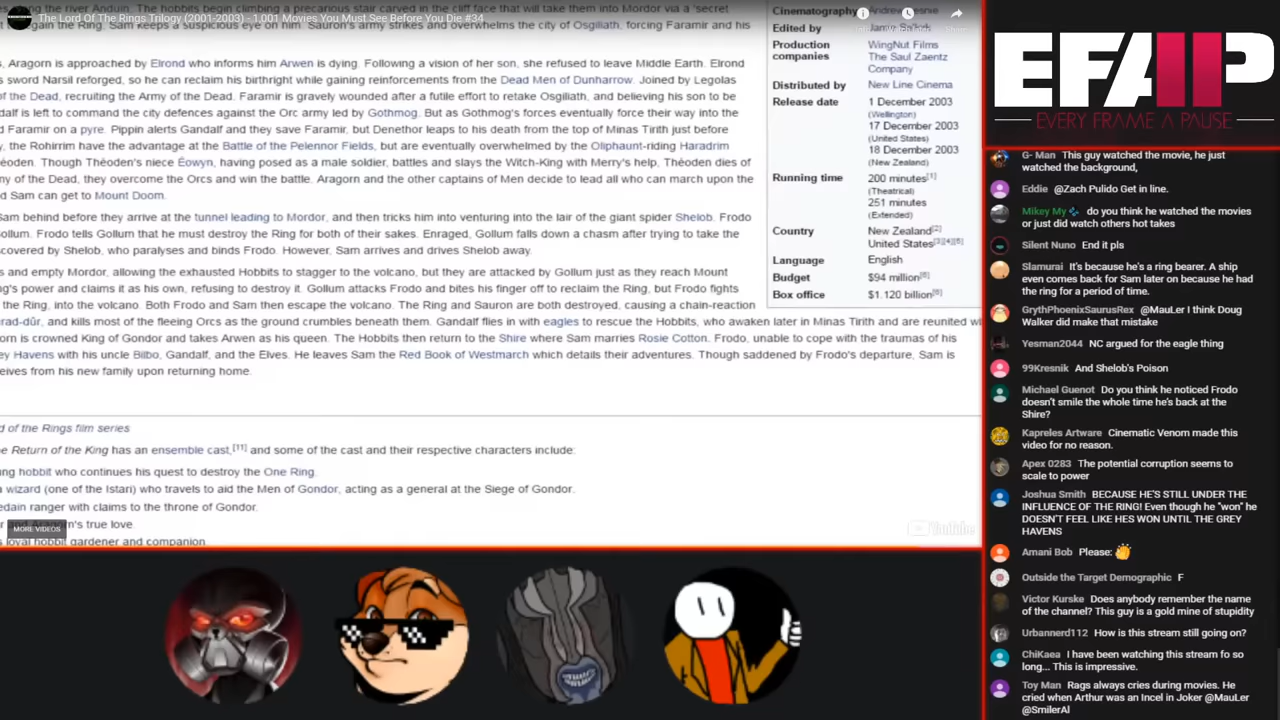 The Lord Of The Rings Trilogy (2001-2003) - 1,001 Movies You Must See Before You Die #34
the river Anduin. The hobbits begin climbing a precarious stair carved in the cliff face that will take them into Mordor via a 'secret
gain the Ring. Sam keeps a suspicious eye on him. Sauron's army strikes and overwhelms the city of Osgiliath, forcing Faramir and his
, Aragorn is approached by Elrond who informs him Arwen is dying. Following a vision of her son, she refused to leave Middle Earth. Elrond
sword Narsil reforged, so he can reclaim his birthright while gaining reinforcements from the Dead Men of Dunharrow. Joined by Legolas
of the Dead, recruiting the Army of the Dead. Faramir is gravely wounded after a futile effort to retake Osgiliath, and believing his son to be
dalf is left to command the city defences against the Orc army led by Gothmog. But as Gothmog's forces eventually force their way into the
d Faramir on a pyre. Pippin alerts Gandalf and they save Faramir, but Denethor leaps to his death from the top of Minas Tirith just before
y, the Rohirrim have the advantage at the Battle of the Pelennor Fields, but are eventually overwhelmed by the Oliphaunt-riding Haradrim
éoden. Though Théoden's niece Éowyn, having posed as a male soldier, battles and slays the Witch-King with Merry's help, Théoden dies of
ny of the Dead, they overcome the Orcs and win the battle. Aragorn and the other captains of Men decide to lead all who can march upon the
d Sam can get to Mount Doom.
Sam behind before they arrive at the tunnel leading to Mordor, and then tricks him into venturing into the lair of the giant spider Shelob. Frodo
ollum. Frodo tells Gollum that he must destroy the Ring for both of their sakes. Enraged, Gollum falls down a chasm after trying to take the
scovered by Shelob, who paralyses and binds Frodo. However, Sam arrives and drives Shelob away.
s and empty Mordor, allowing the exhausted Hobbits to stagger to the volcano, but they are attacked by Gollum just as they reach Mount
g's power and claims it as his own, refusing to destroy it. Gollum attacks Frodo and bites his finger off to reclaim the Ring, but Frodo fights
the Ring, into the volcano. Both Frodo and Sam then escape the volcano. The Ring and Sauron are both destroyed, causing a chain-reaction
rad-dûr, and kills most of the fleeing Orcs as the ground crumbles beneath them. Gandalf flies in with eagles to rescue the Hobbits, who awaken later in Minas Tirith and are reunited wi
orn is crowned King of Gondor and takes Arwen as his queen. The Hobbits then return to the Shire where Sam marries Rosie Cotton. Frodo, unable to cope with the traumas of his
ey Havens with his uncle Bilbo, Gandalf, and the Elves. He leaves Sam the Red Book of Westmarch which details their adventures. Though saddened by Frodo's departure, Sam is
eives from his new family upon returning home.
d of the Rings film series
e Return of the King has an ensemble cast,[11] and some of the cast and their respective characters include:
ung hobbit who continues his quest to destroy the One Ring.
a wizard (one of the Istari) who travels to aid the Men of Gondor, acting as a general at the Siege of Gondor.
edain ranger with claims to the throne of Gondor.
r and Aragorn's true love
s loyal hobbit gardener and companion
MORE VIDEOS
YouTube
Cinematography Andrew Lesnie
Edited by
Production companies
WingNut Films
The Saul Zaentz
Company
Distributed by New Line Cinema
Release date 1 December 2003
(Wellington)
17 December 2003
(United States)
18 December 2003
(New Zealand)
Running time 200 minutes[1]
(Theatrical)
251 minutes
(Extended)
Country New Zealand[2]
United States[3][4][5]
Language English
Budget $94 million[6]
Box office $1.120 billion[6]
EFAP
EVERY FRAME A PAUSE
G- Man This guy watched the movie, he just
watched the background,
Eddie @Zach Pulido Get in line.
Mikey My do you think he watched the movies
or just did watch others hot takes
Silent Nuno End it pls
Slamurai It's because he's a ring bearer. A ship
even comes back for Sam later on because he had
the ring for a period of time.
GrythPhoenixSaurusRex @MauLer I think Doug
Walker did make that mistake
Yesman2044 NC argued for the eagle thing
99Kresnik And Shelob's Poison
Michael Guenot Do you think he noticed Frodo
doesn't smile the whole time he's back at the
Shire?
Kapreles Artware Cinematic Venom made this
video for no reason.
Apex 0283 The potential corruption seems to
scale to power
Joshua Smith BECAUSE HE'S STILL UNDER THE
INFLUENCE OF THE RING! Even though he "won" he
DOESN'T FEEL LIKE HES WON UNTIL THE GREY
HAVENS
Amani Bob Please: 👏
Outside the Target Demographic F
Victor Kurske Does anybody remember the name
of the channel? This guy is a gold mine of stupidity
Urbannerd112 How is this stream still going on?
ChiKaea I have been watching this stream fo so
long... This is impressive.
Toy Man Rags always cries during movies. He
cried when Arthur was an Incel in Joker @MauLer
@SmilerAl